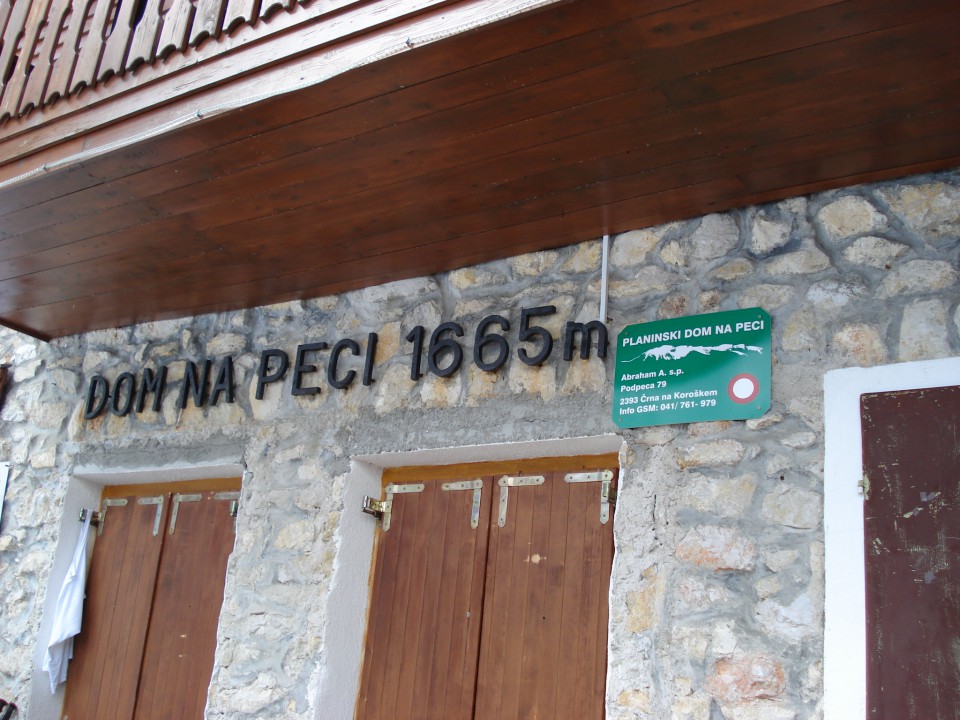 DOM NA PECI 1665m
PLANINSKI DOM NA PECI
Abraham A. s.p.
Podpeca 79
2393 Črna na Koroškem
Info GSM: 041/ 761- 979